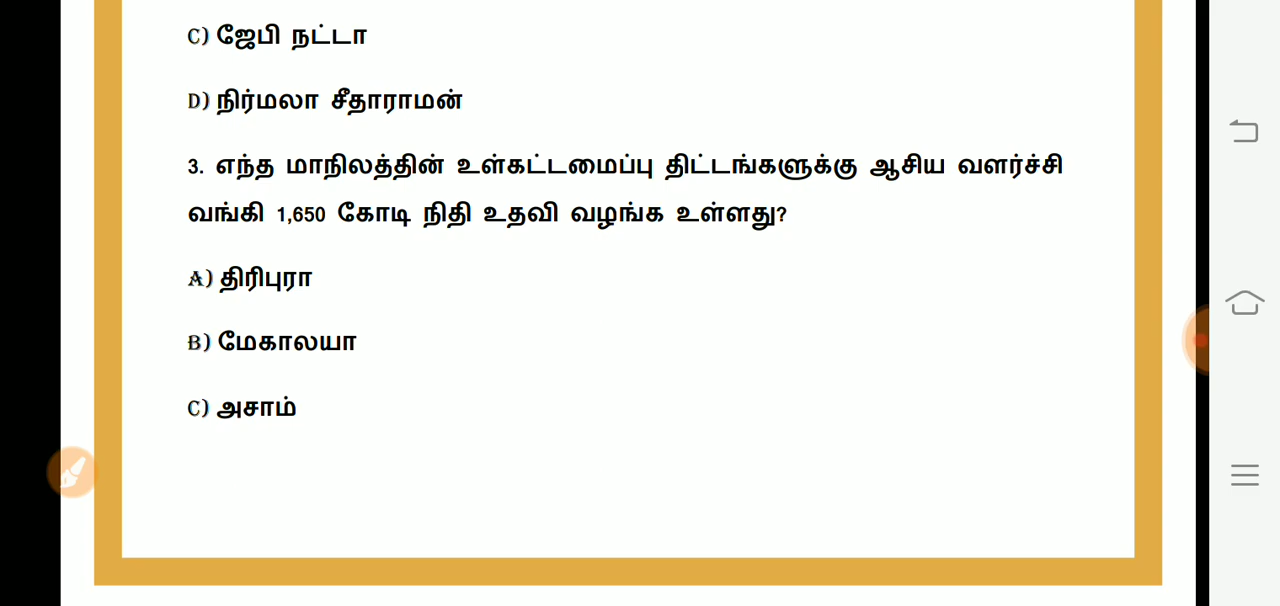 C) ஜேபி நட்டா
D) நிர்மலா சீதாராமன்
3. எந்த மாநிலத்தின் உள்கட்டமைப்பு திட்டங்களுக்கு ஆசிய வளர்ச்சி
வங்கி 1,650 கோடி நிதி உதவி வழங்க உள்ளது?
A) திரிபுரா
B) மேகாலயா
C) அசாம்